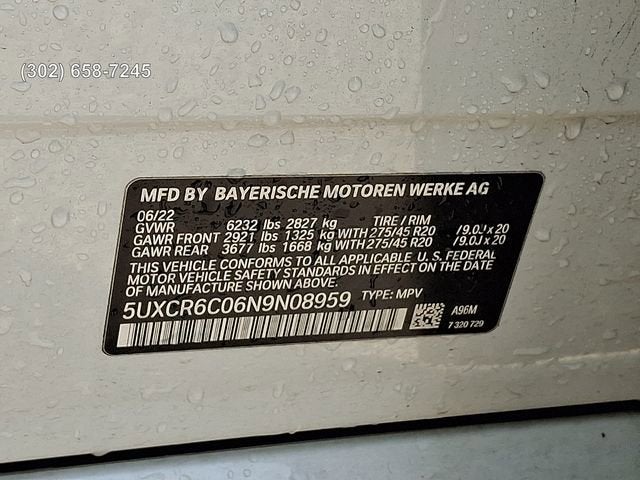 (302) 658-7245
MFD BY BAYERISCHE MOTOREN WERKE AG
06/22
GVWR 6232 lbs 2827 kg TIRE / RIM
GAWR FRONT 2921 lbs 1325 kg WITH 275/45 R20 /9.0J x 20
GAWR REAR 3677 lbs 1668 kg WITH 275/45 R20 /9.0J x 20
THIS VEHICLE CONFORMS TO ALL APPLICABLE U. S. FEDERAL
MOTOR VEHICLE SAFETY STANDARDS IN EFFECT ON THE DATE
OF MANUFACTURE SHOWN ABOVE.
5UXCR6C06N9N08959 TYPE: MPV
A96M
7 320 729